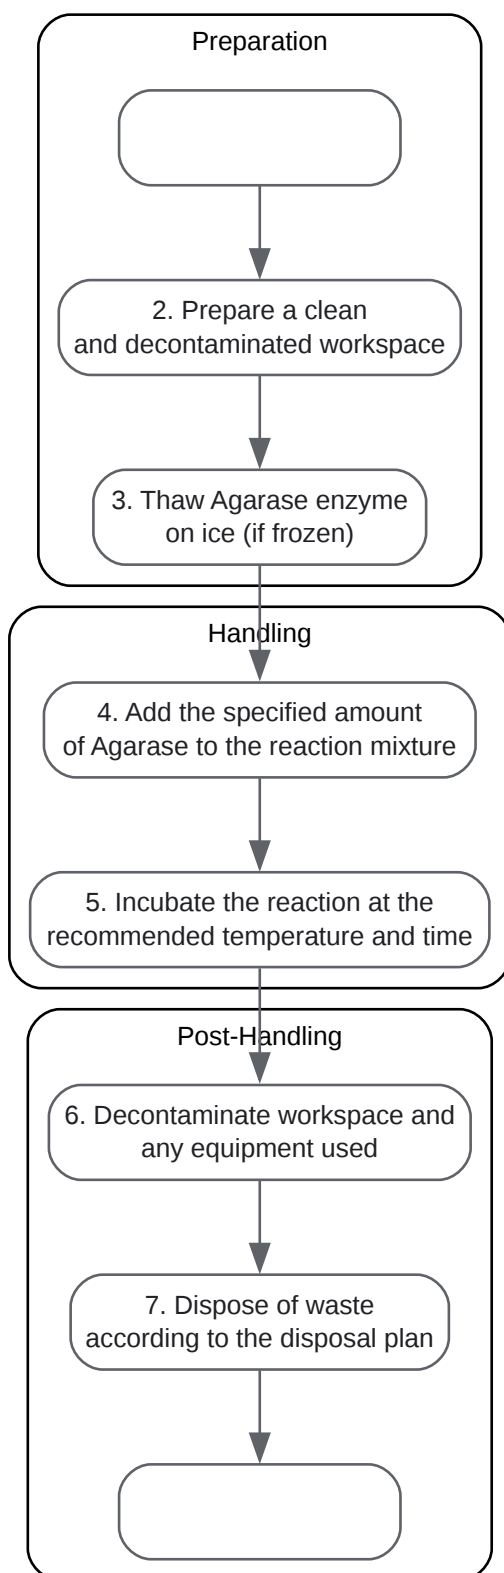 Preparation
2. Prepare a clean
and decontaminated workspace
3. Thaw Agarase enzyme
on ice (if frozen)
Handling
4. Add the specified amount
of Agarase to the reaction mixture
5. Incubate the reaction at the
recommended temperature and time
Post-Handling
6. Decontaminate workspace and
any equipment used
7. Dispose of waste
according to the disposal plan